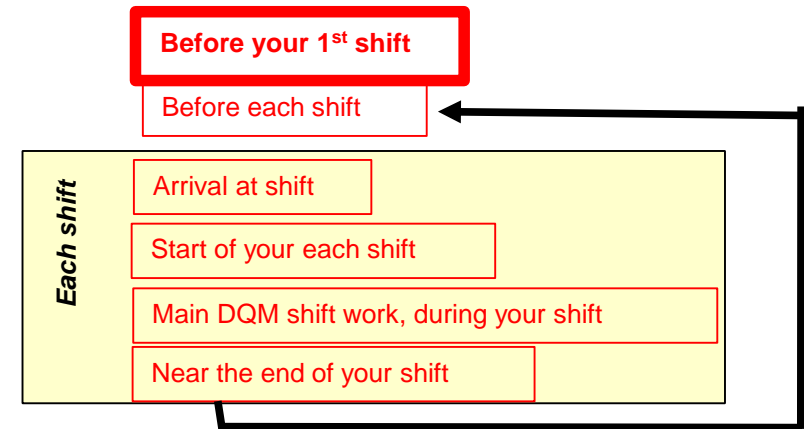 Before your 1st shift
Before each shift
Each shift
Arrival at shift
Start of your each shift
Main DQM shift work, during your shift
Near the end of your shift